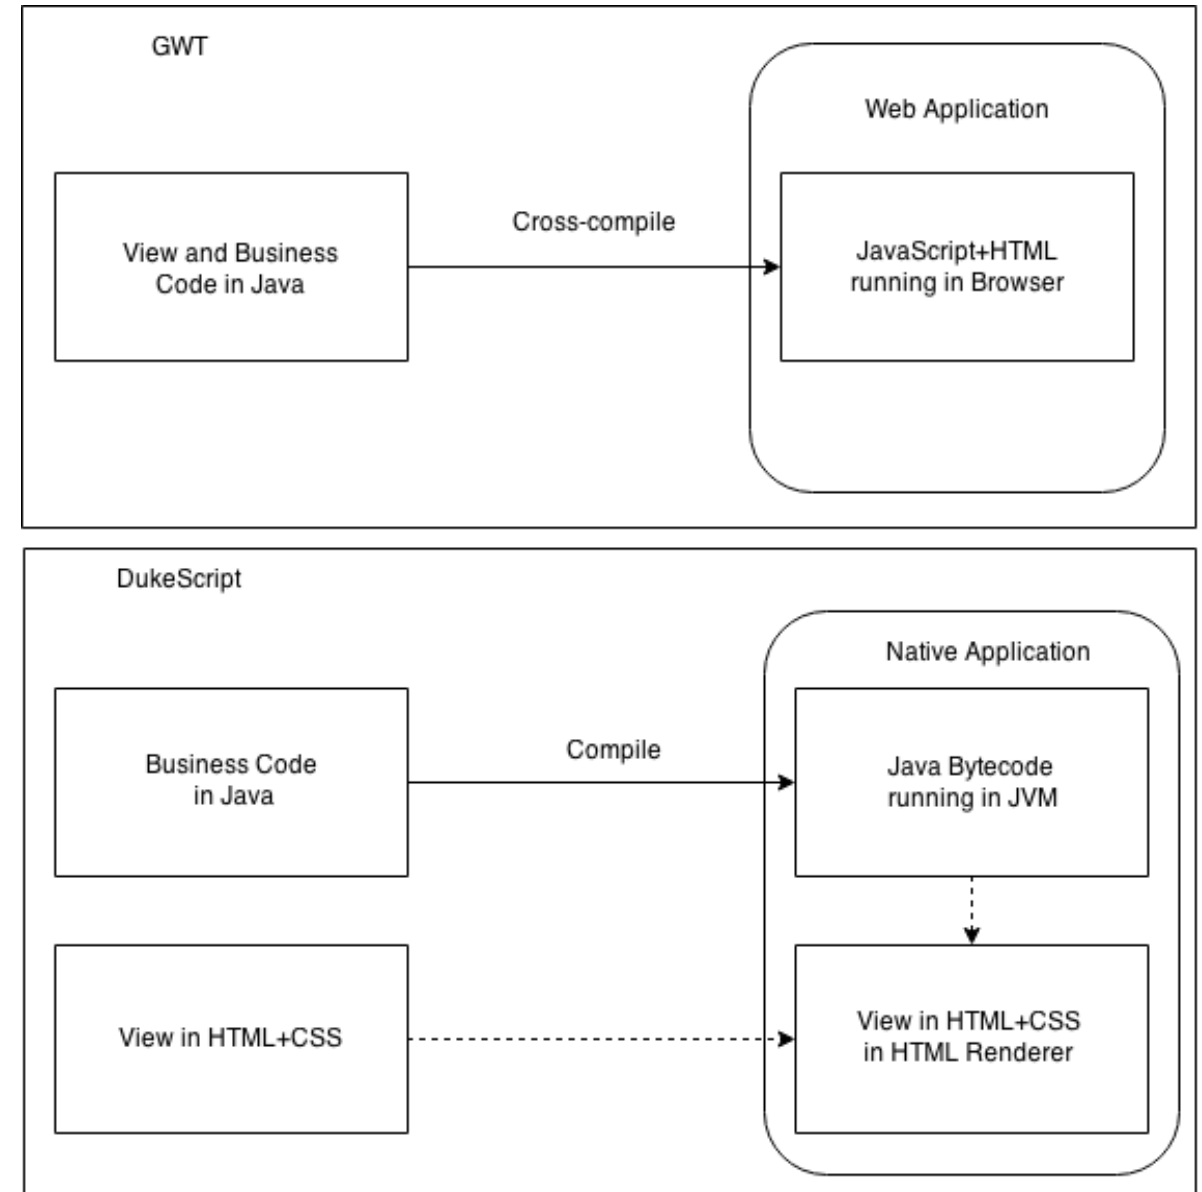 GWT
Web Application
Cross-compile
View and Business
Code in Java
JavaScript+HTML
running in Browser
DukeScript
Native Application
Compile
Business Code
in Java
Java Bytecode
running in JVM
View in HTML+CSS
View in HTML+CSS
in HTML Renderer